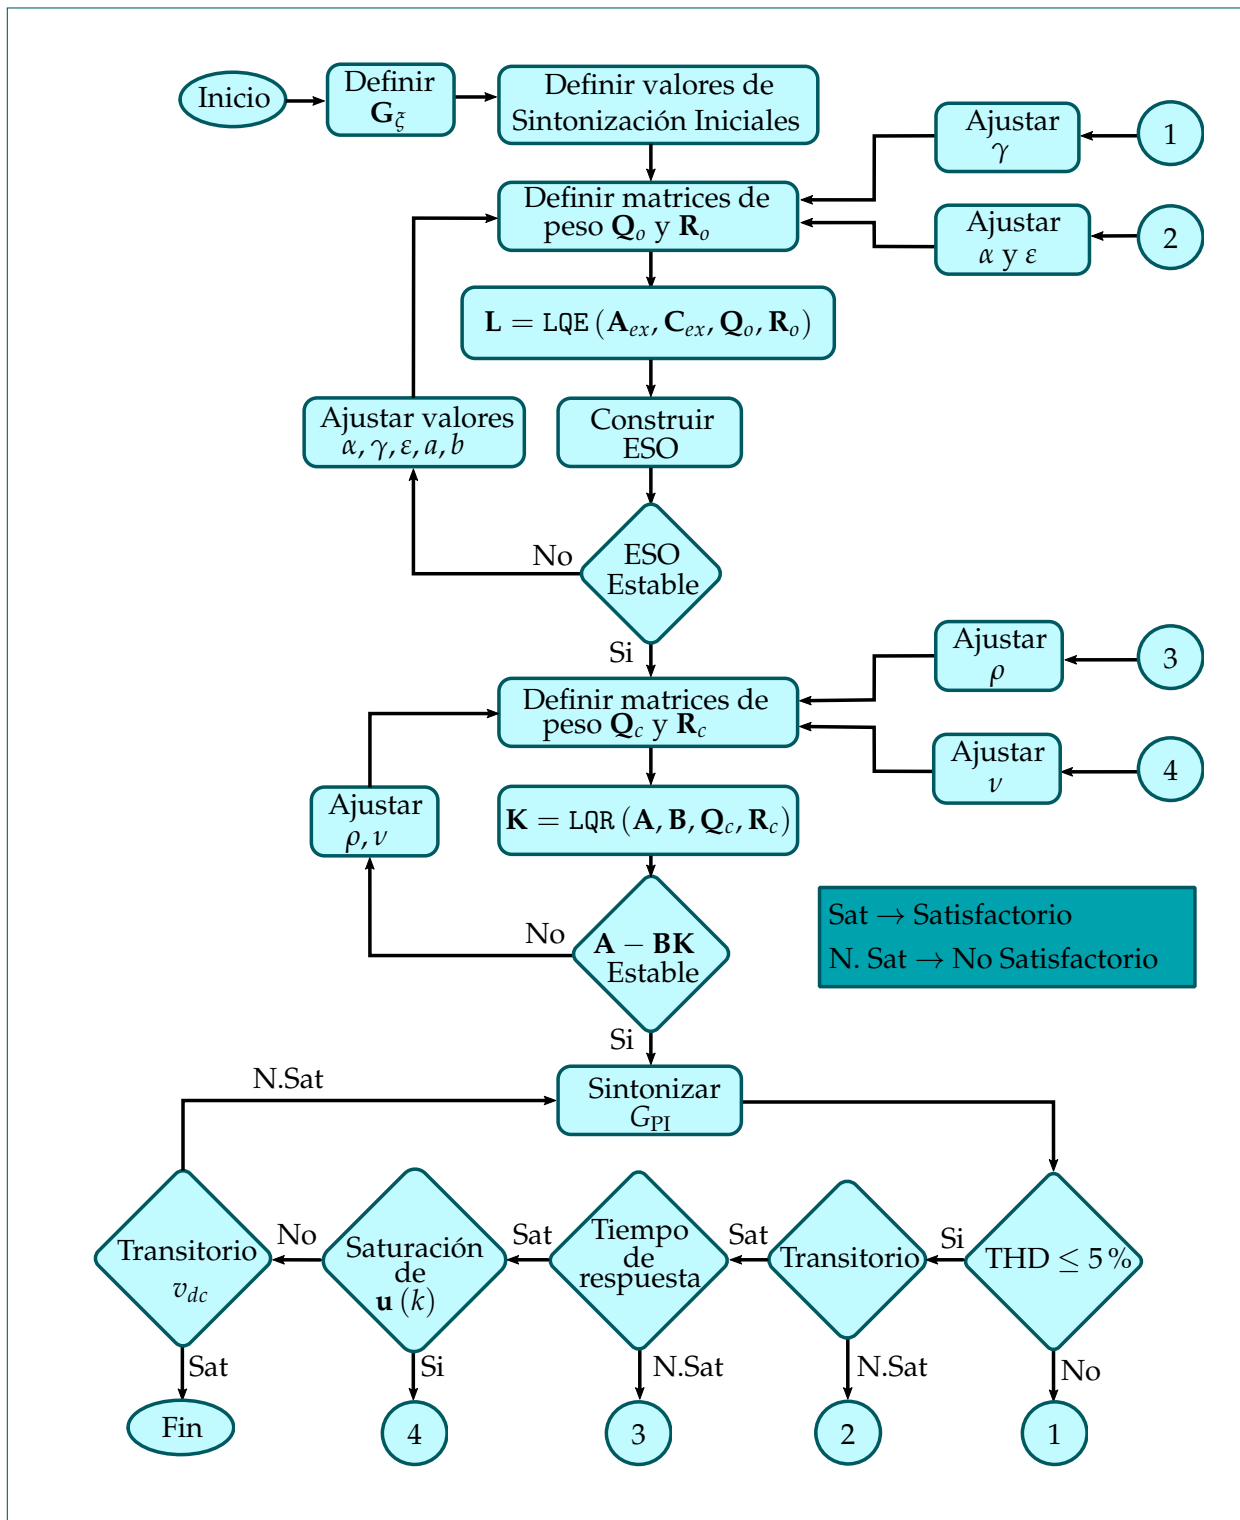 Inicio
Definir
𝐆_ξ
Definir valores de
Sintonización Iniciales
Ajustar
γ
1
Definir matrices de
peso 𝐐_o y 𝐑_o
Ajustar
α y ε
2
𝐋 = LQE (𝐀_ex, 𝐂_ex, 𝐐_o, 𝐑_o)
Ajustar valores
α, γ, ε, a, b
Construir
ESO
No
ESO
Estable
Si
Ajustar
ρ
3
Definir matrices de
peso 𝐐_c y 𝐑_c
Ajustar
ν
4
Ajustar
ρ, ν
𝐊 = LQR (𝐀, 𝐁, 𝐐_c, 𝐑_c)
No
𝐀 − 𝐁𝐊
Estable
Sat → Satisfactorio
N. Sat → No Satisfactorio
Si
N.Sat
Sintonizar
G_PI
Transitorio
v_dc
No
Saturación
de
𝐮 (k)
Sat
Tiempo
de
respuesta
Sat
Transitorio
Si
THD ≤ 5 %
Sat
Si
N.Sat
N.Sat
No
Fin
4
3
2
1